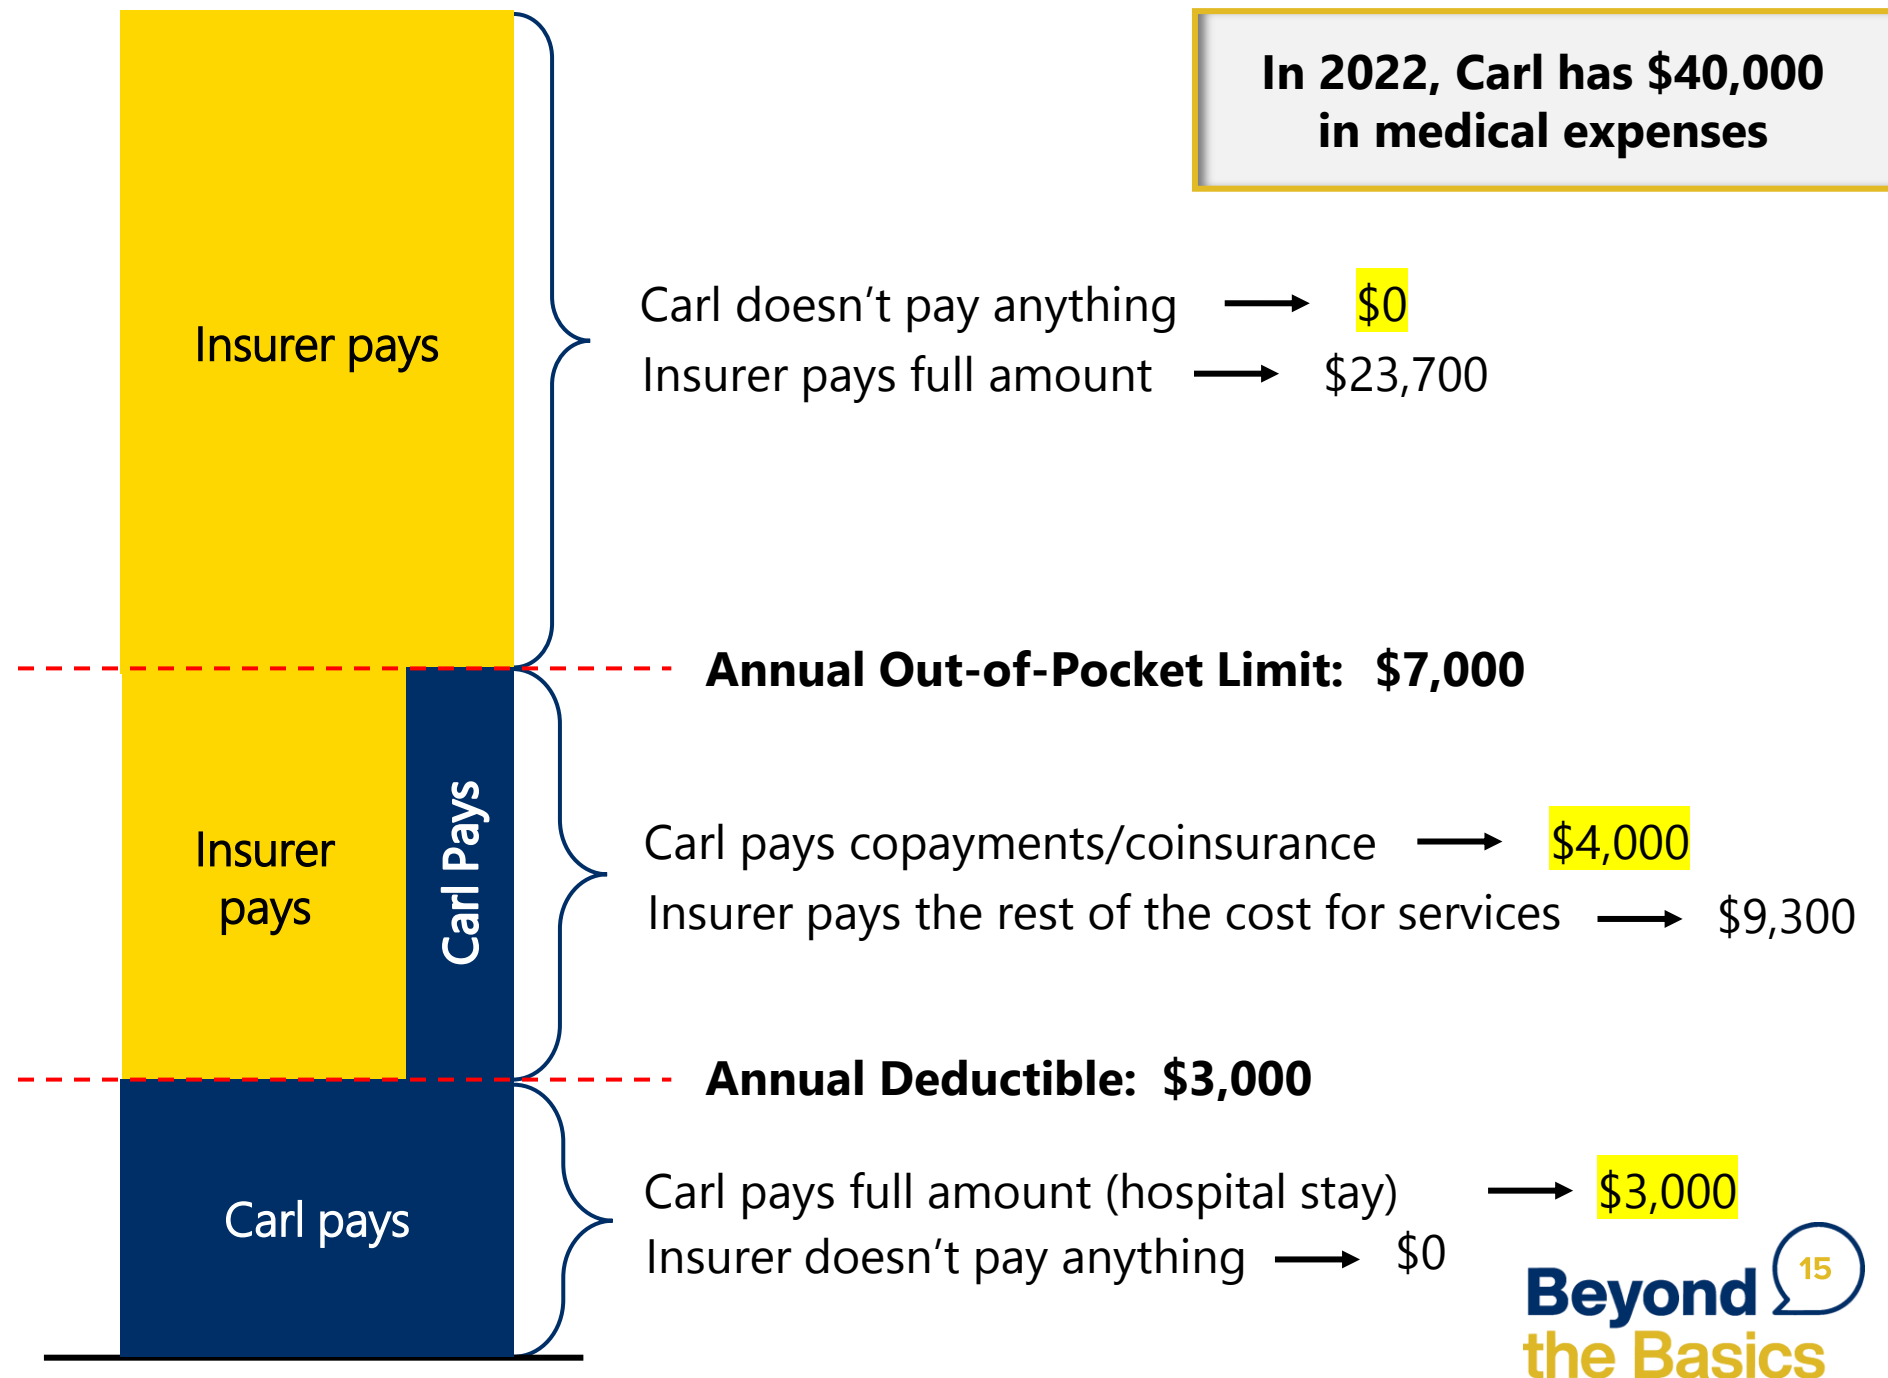 In 2022, Carl has $40,000
in medical expenses
Insurer pays
Carl doesn’t pay anything $0
Insurer pays full amount $23,700
Annual Out-of-Pocket Limit: $7,000
Insurer
pays
Carl Pays
Carl pays copayments/coinsurance $4,000
Insurer pays the rest of the cost for services $9,300
Annual Deductible: $3,000
Carl pays
Carl pays full amount (hospital stay) $3,000
Insurer doesn’t pay anything $0
15
Beyond
the Basics